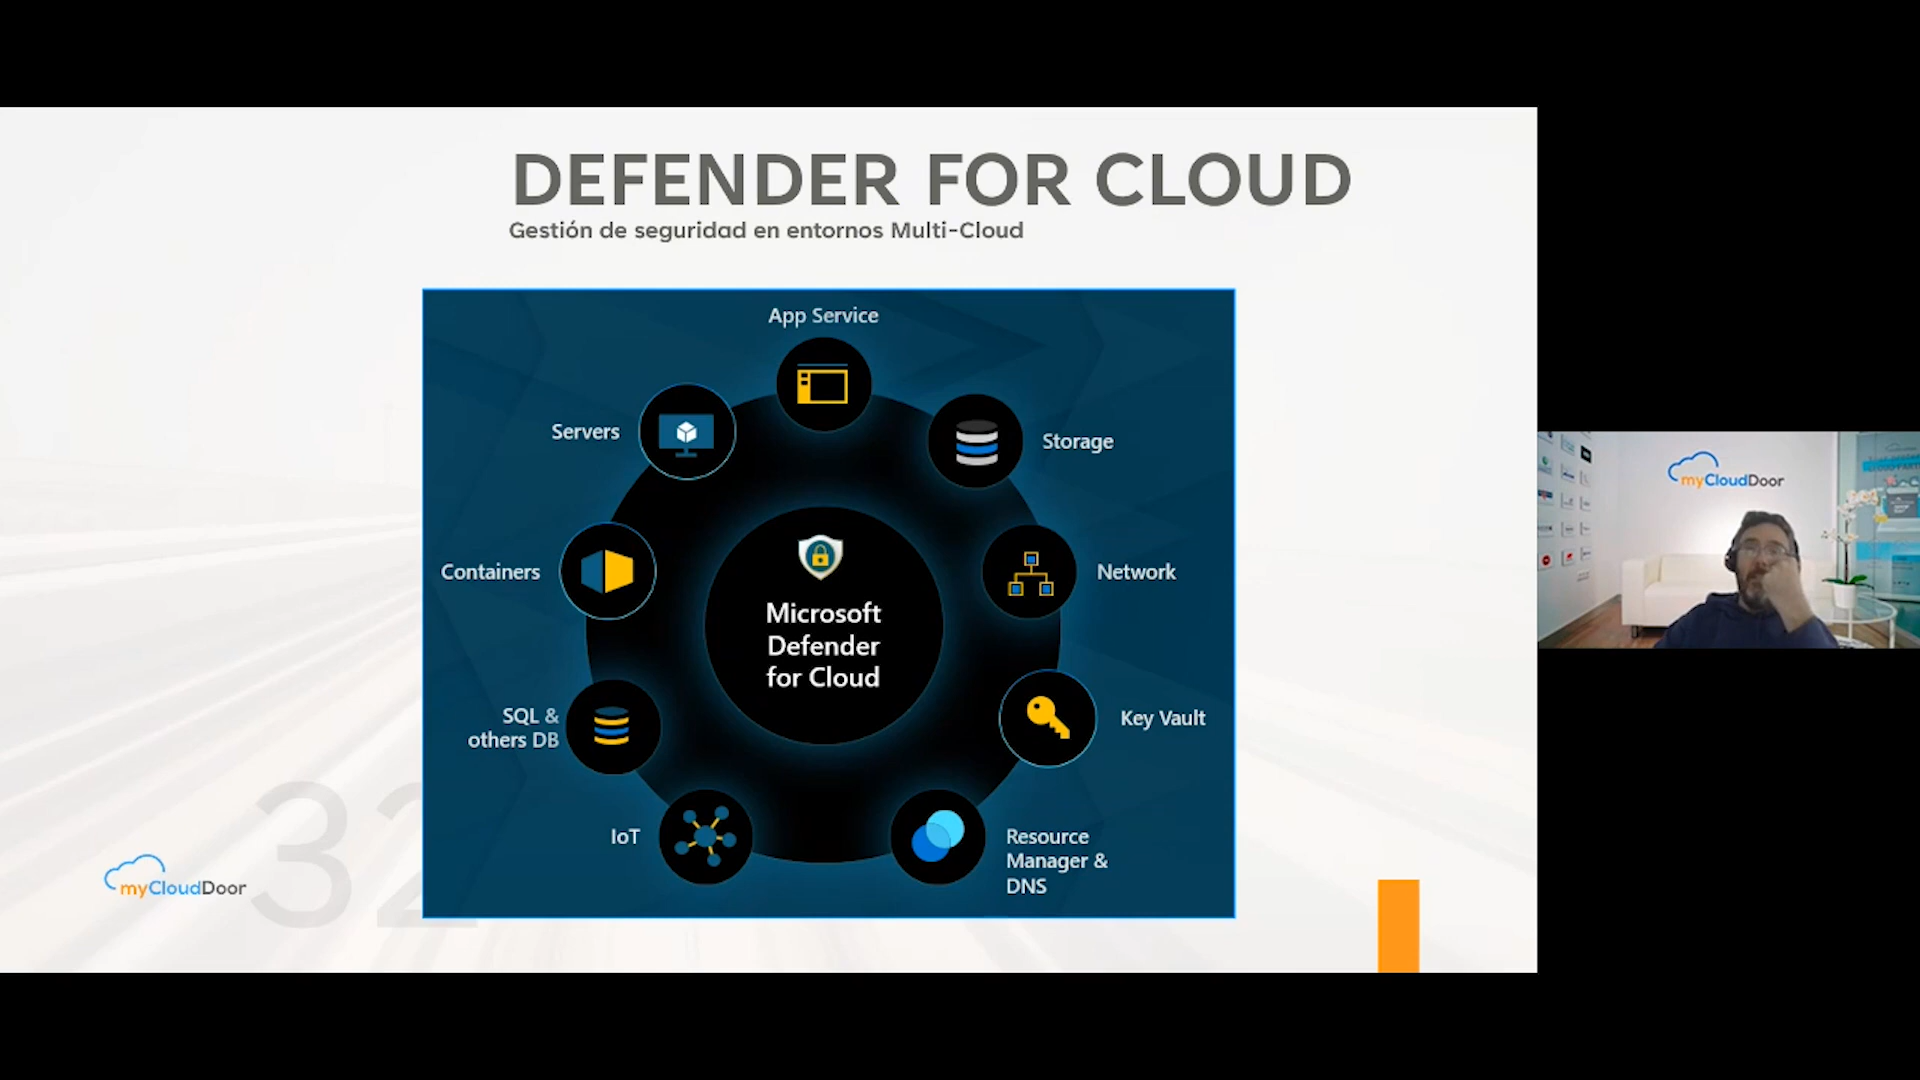 DEFENDER FOR CLOUD
Gestión de seguridad en entornos Multi-Cloud
App Service
Servers
Storage
Containers
Network
Microsoft
Defender
for Cloud
SQL &
others DB
Key Vault
IoT
Resource
Manager &
DNS
32
myCloudDoor
myCloudDoor